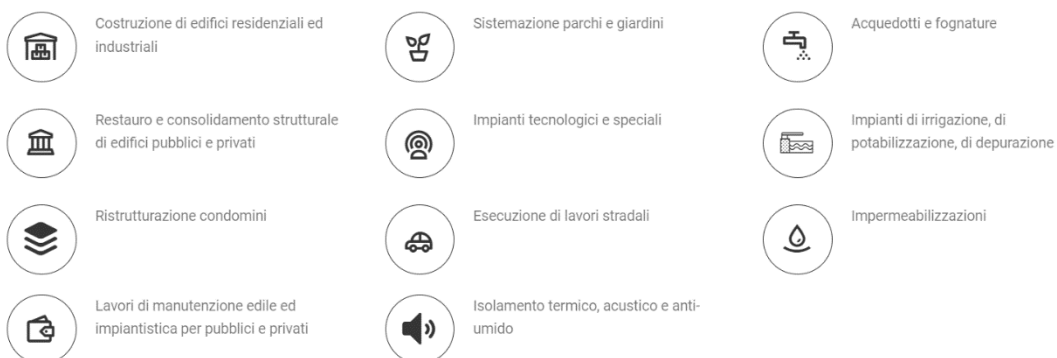 Costruzione di edifici residenziali ed
industriali
Sistemazione parchi e giardini
Acquedotti e fognature
Restauro e consolidamento strutturale
di edifici pubblici e privati
Impianti tecnologici e speciali
Impianti di irrigazione, di
potabilizzazione, di depurazione
Ristrutturazione condomini
Esecuzione di lavori stradali
Impermeabilizzazioni
Lavori di manutenzione edile ed
impiantistica per pubblici e privati
Isolamento termico, acustico e anti-
umido